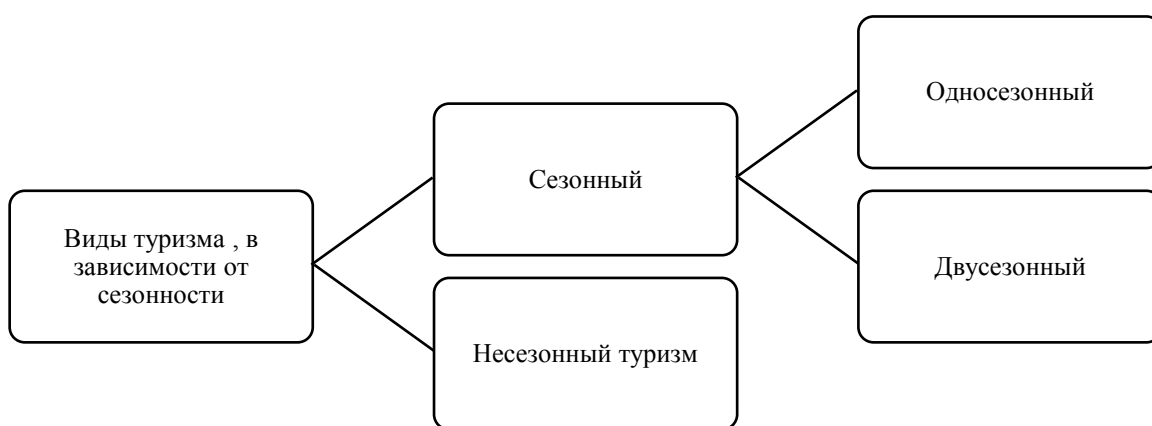 Виды туризма , в
зависимости от
сезонности
Сезонный
Несезонный туризм
Односезонный
Двусезонный